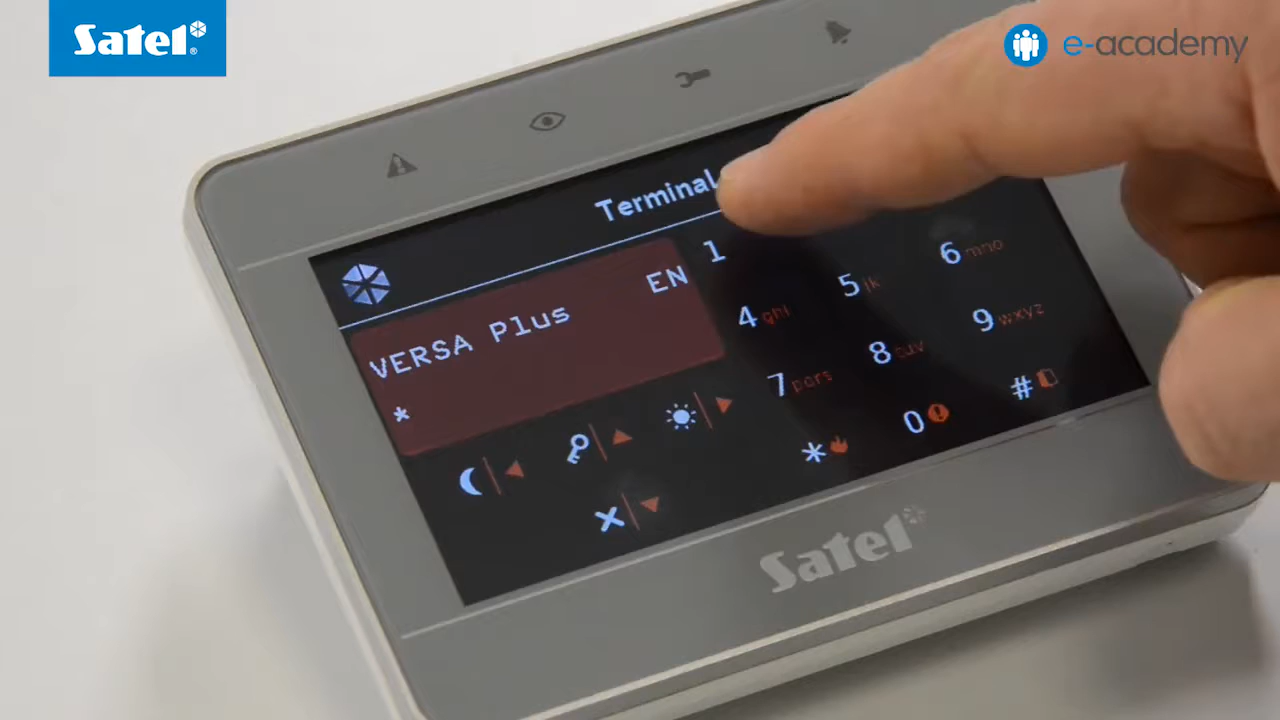 Satel
e-academy
Terminal
EN
VERSA Plus
*
1
4 ghi
5 jk
6 mno
7 pqrs
8 tuv
9 wxyz
*
0
#
Satel